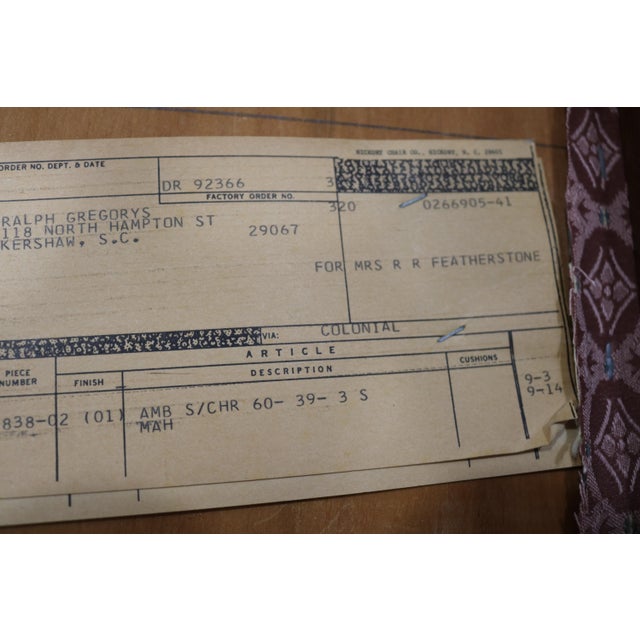 ORDER NO. DEPT. & DATE
HICKORY CHAIR CO., HICKORY, N. C. 28601
DR 92366 3
FACTORY ORDER NO.
RALPH GREGORYS 320 0266905-41
118 NORTH HAMPTON ST
KERSHAW, S.C. 29067
FOR MRS R R FEATHERSTONE
VIA: COLONIAL
ARTICLE
PIECE NUMBER FINISH DESCRIPTION CUSHIONS
9-3
838-02 (01) AMB S/CHR 60- 39- 3 S 9-14
MAH